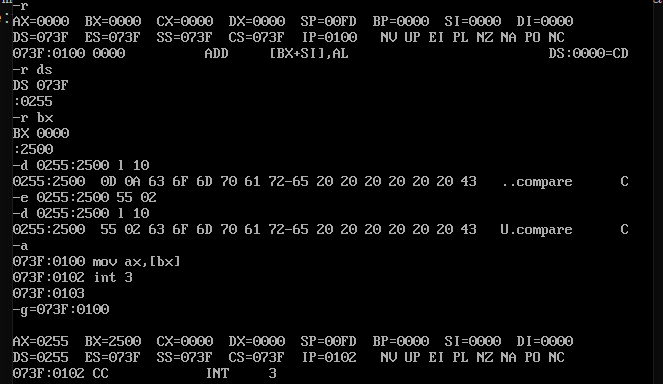 -r
AX=0000 BX=0000 CX=0000 DX=0000 SP=00FD BP=0000 SI=0000 DI=0000
DS=073F ES=073F SS=073F CS=073F IP=0100 NV UP EI PL NZ NA PO NC
073F:0100 0000 ADD [BX+SI],AL DS:0000=CD
-r ds
DS 073F
:0255
-r bx
BX 0000
:2500
-d 0255:2500 l 10
0255:2500 0D 0A 63 6F 6D 70 61 72-65 20 20 20 20 20 20 43 ..compare C
-e 0255:2500 55 02
-d 0255:2500 l 10
0255:2500 55 02 63 6F 6D 70 61 72-65 20 20 20 20 20 20 43 U.compare C
-a
073F:0100 mov ax,[bx]
073F:0102 int 3
073F:0103
-g=073F:0100
AX=0255 BX=2500 CX=0000 DX=0000 SP=00FD BP=0000 SI=0000 DI=0000
DS=0255 ES=073F SS=073F CS=073F IP=0102 NV UP EI PL NZ NA PO NC
073F:0102 CC INT 3